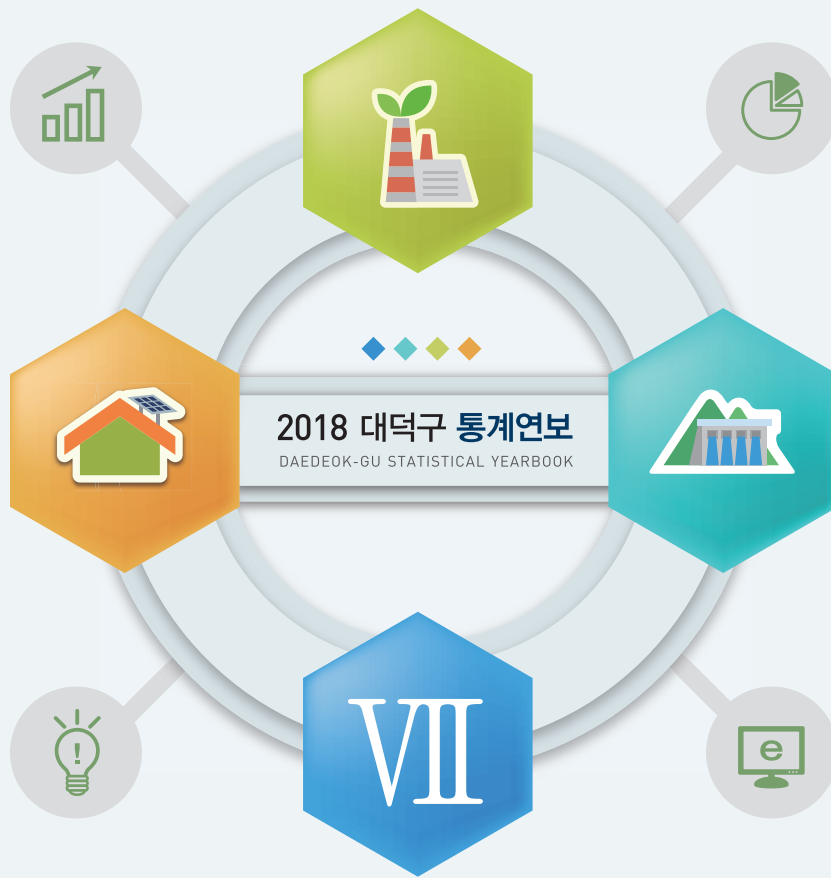 2018 대덕구 통계연보
DAEDEOK-GU STATISTICAL YEARBOOK
VII
!
e